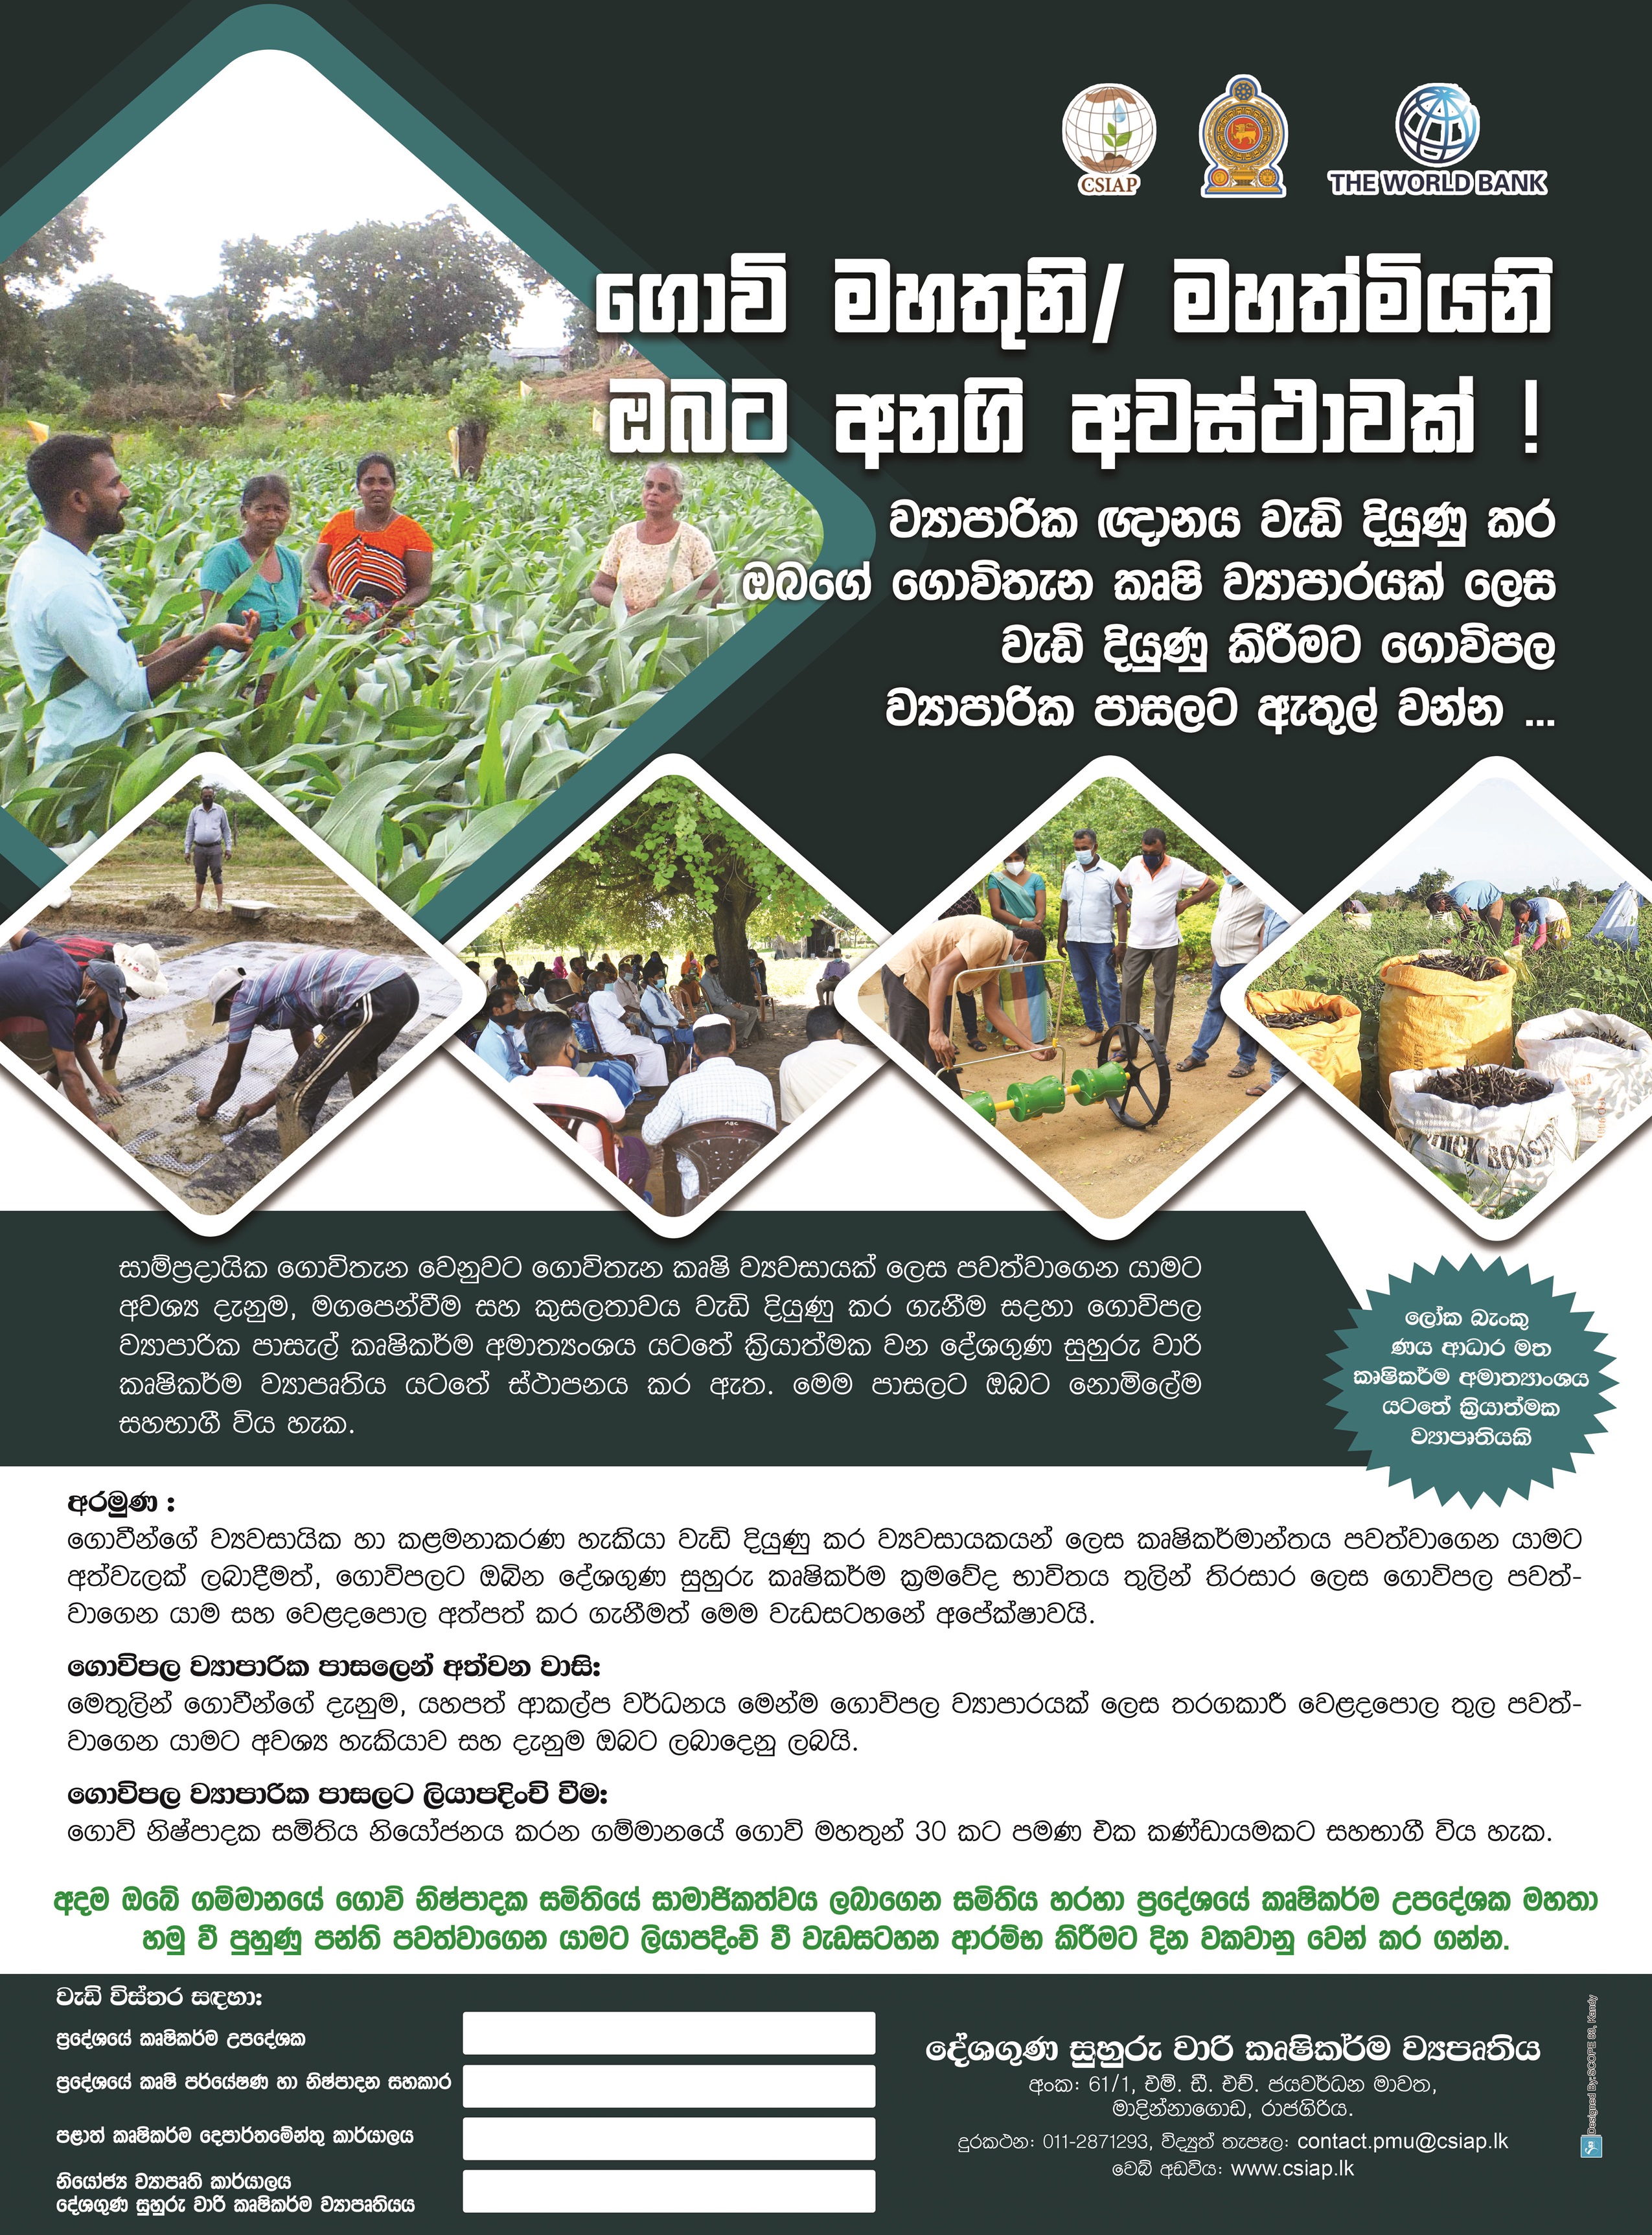 CSIAP
THE WORLD BANK
ගොවි මහතුනි/ මහත්මියනි
ඔබට අනගි අවස්ථාවක් !
ව්‍යාපාරික ඥානය වැඩි දියුණු කර
ඔබගේ ගොවිතැන කෘෂි ව්‍යාපාරයක් ලෙස
වැඩි දියුණු කිරීමට ගොවිපල
ව්‍යාපාරික පාසලට ඇතුල් වන්න ...
සාම්ප්‍රදායික ගොවිතැන වෙනුවට ගොවිතැන කෘෂි ව්‍යවසායක් ලෙස පවත්වාගෙන යාමට
අවශ්‍ය දැනුම, මගපෙන්වීම සහ කුසලතාවය වැඩි දියුණු කර ගැනීම සදහා ගොවිපල
ව්‍යාපාරික පාසැල් කෘෂිකර්ම අමාත්‍යංශය යටතේ ක්‍රියාත්මක වන දේශගුණ සුහුරු වාරි
කෘෂිකර්ම ව්‍යාපෘතිය යටතේ ස්ථාපනය කර ඇත. මෙම පාසලට ඔබට නොමිලේම
සහභාගී විය හැක.
ලෝක බැංකු
ණය ආධාර මත
කෘෂිකර්ම අමාත්‍යාංශය
යටතේ ක්‍රියාත්මක
ව්‍යාපෘතියකි
අරමුණ :
ගොවීන්ගේ ව්‍යවසායික හා කළමනාකරණ හැකියා වැඩි දියුණු කර ව්‍යවසායකයන් ලෙස කෘෂිකර්මාන්තය පවත්වාගෙන යාමට
අත්වැලක් ලබාදීමත්, ගොවිපලට ඔබින දේශගුණ සුහුරු කෘෂිකර්ම ක්‍රමවේද භාවිතය තුලින් තිරසාර ලෙස ගොවිපල පවත්-
වාගෙන යාම සහ වෙළදපොල අත්පත් කර ගැනීමත් මෙම වැඩසටහනේ අපේක්ෂාවයි.
ගොවිපල ව්‍යාපාරික පාසලෙන් අත්වන වාසි:
මෙතුලින් ගොවීන්ගේ දැනුම, යහපත් ආකල්ප වර්ධනය මෙන්ම ගොවිපල ව්‍යාපාරයක් ලෙස තරගකාරී වෙළදපොල තුල පවත්-
වාගෙන යාමට අවශ්‍ය හැකියාව සහ දැනුම ඔබට ලබාදෙනු ලබයි.
ගොවිපල ව්‍යාපාරික පාසලට ලියාපදිංචි වීම:
ගොවි නිෂ්පාදක සමිතිය නියෝජනය කරන ගම්මානයේ ගොවි මහතුන් 30 කට පමණ එක කණ්ඩායමකට සහභාගී විය හැක.
අදම ඔබේ ගම්මානයේ ගොවි නිෂ්පාදක සමිතියේ සාමාජිකත්වය ලබාගෙන සමිතිය හරහා ප්‍රදේශයේ කෘෂිකර්ම උපදේශක මහතා
හමු වී පුහුණු පන්ති පවත්වාගෙන යාමට ලියාපදිංචි වී වැඩසටහන ආරම්භ කිරීමට දින වකවානු වෙන් කර ගන්න.
වැඩි විස්තර සඳහා:
ප්‍රදේශයේ කෘෂිකර්ම උපදේශක
ප්‍රදේශයේ කෘෂි පර්යේෂණ හා නිෂ්පාදන සහකාර
පළාත් කෘෂිකර්ම දෙපාර්තමේන්තු කාර්යාලය
නියෝජ්‍ය ව්‍යාපෘති කාර්යාලය
දේශගුණ සුහුරු වාරි කෘෂිකර්ම ව්‍යාපෘතියය
දේශගුණ සුහුරු වාරි කෘෂිකර්ම ව්‍යපෘතිය
අංක: 61/1, එම්. ඩී. එච්. ජයවර්ධන මාවත,
මාදින්නාගොඩ, රාජගිරිය.
දුරකථන: 011-2871293, විද්‍යුත් තැපෑල: contact.pmu@csiap.lk
වෙබ් අඩවිය: www.csiap.lk
Designed By:SCOPE 60, Kandy